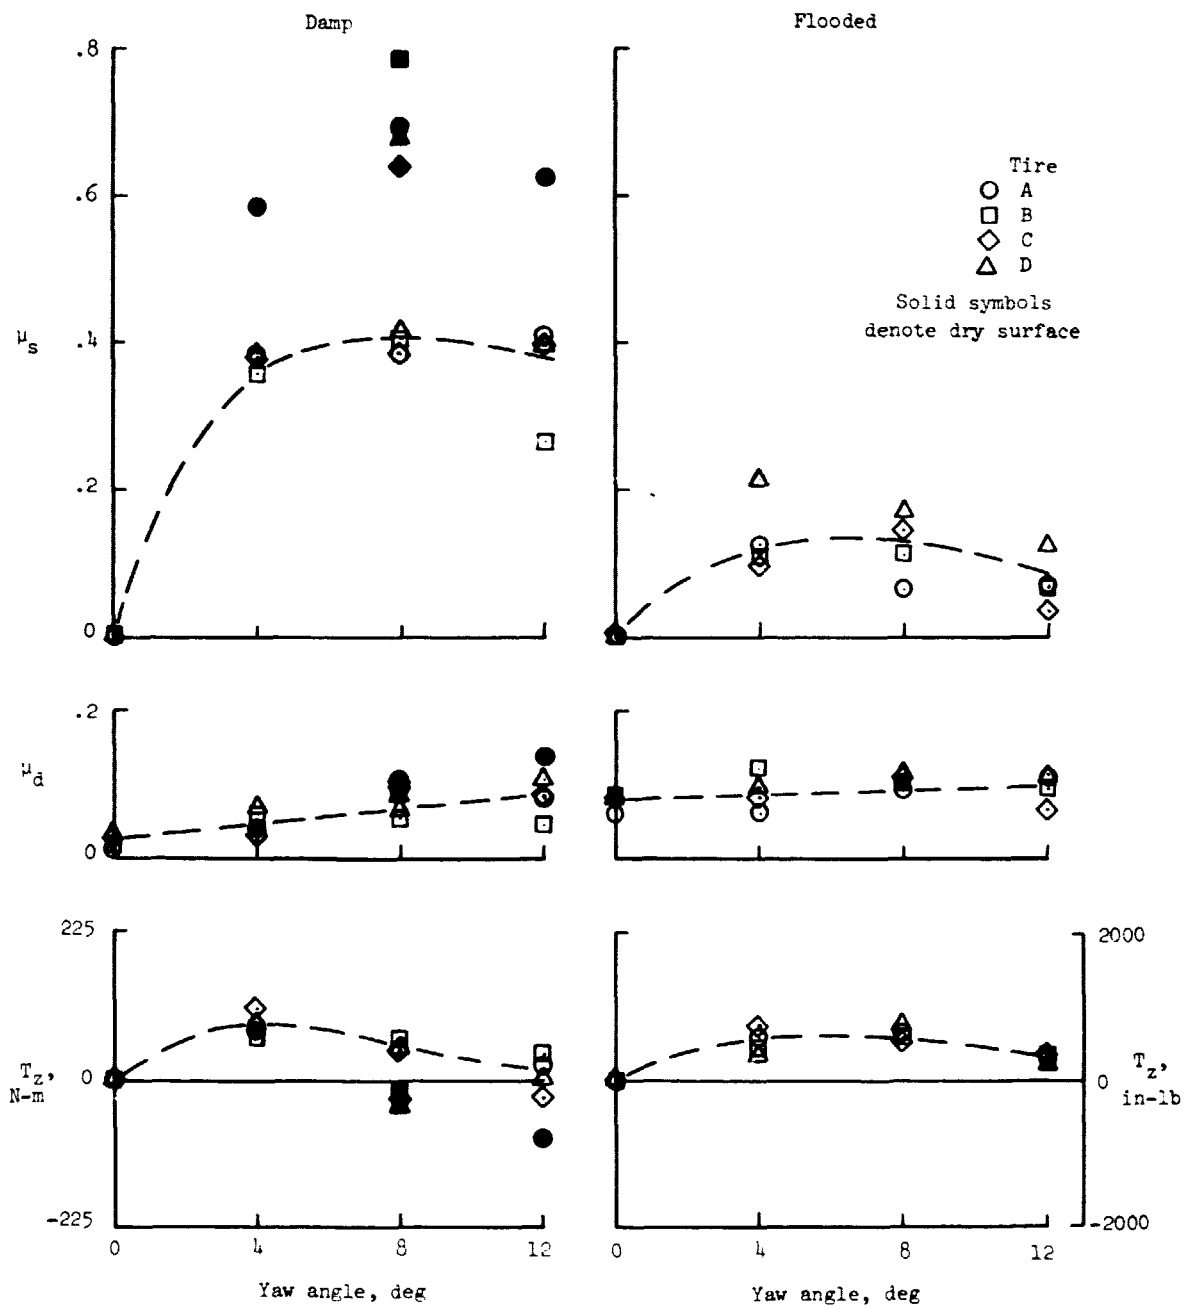 Damp
Flooded
.8
.6
.4
.2
0
μs
Tire
A
B
C
D
Solid symbols
denote dry surface
.2
0
μd
225
0
-225
Tz,
N-m
2000
0
-2000
Tz,
in-lb
0 4 8 12
0 4 8 12
Yaw angle, deg
Yaw angle, deg